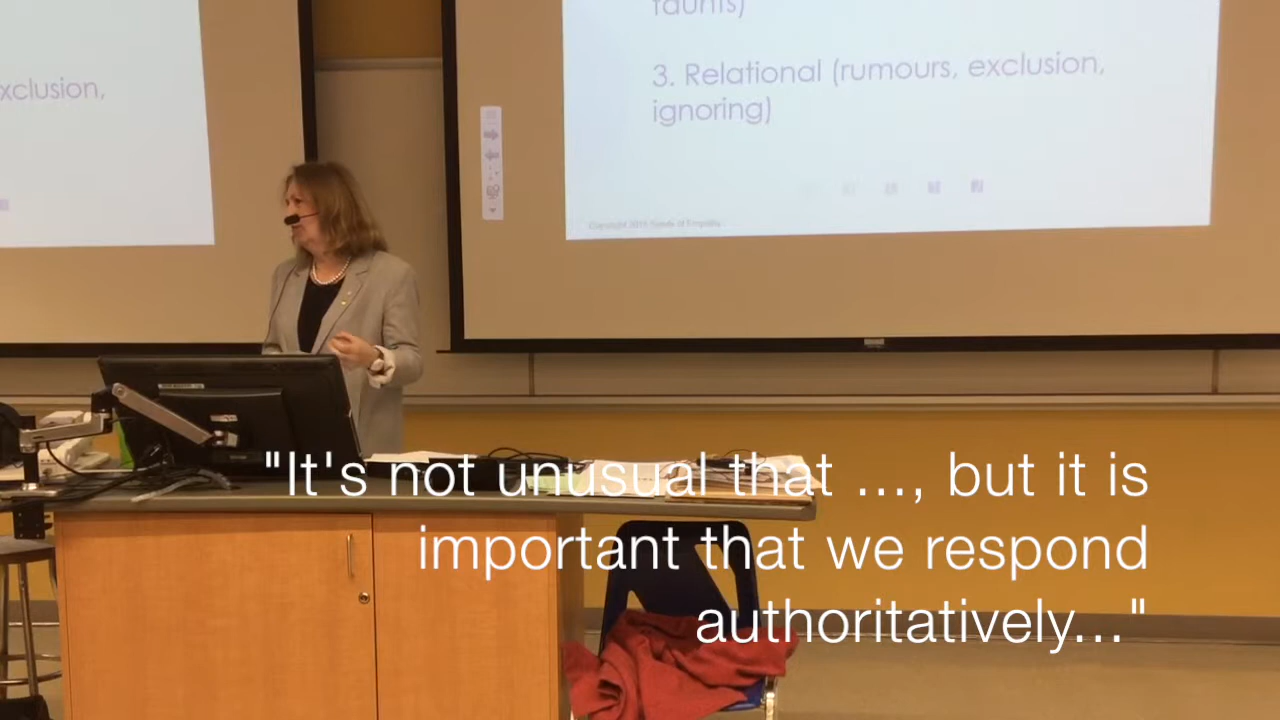 taunts)
xclusion,
3. Relational (rumours, exclusion,
ignoring)
"It's not unusual that ..., but it is
important that we respond
authoritatively..."